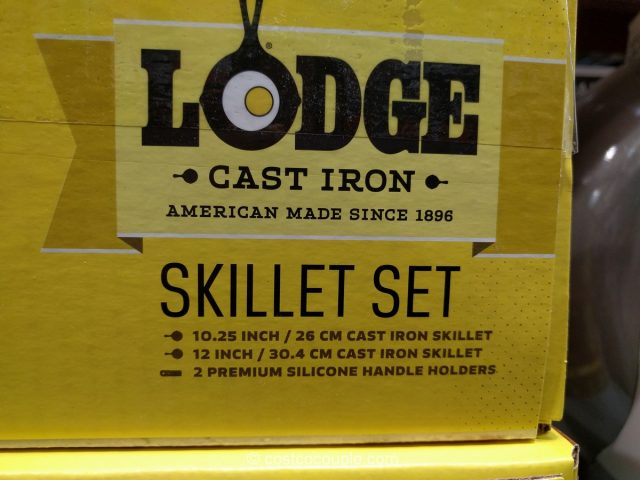 LODGE®
CAST IRON
AMERICAN MADE SINCE 1896
SKILLET SET
10.25 INCH / 26 CM CAST IRON SKILLET
12 INCH / 30.4 CM CAST IRON SKILLET
2 PREMIUM SILICONE HANDLE HOLDERS